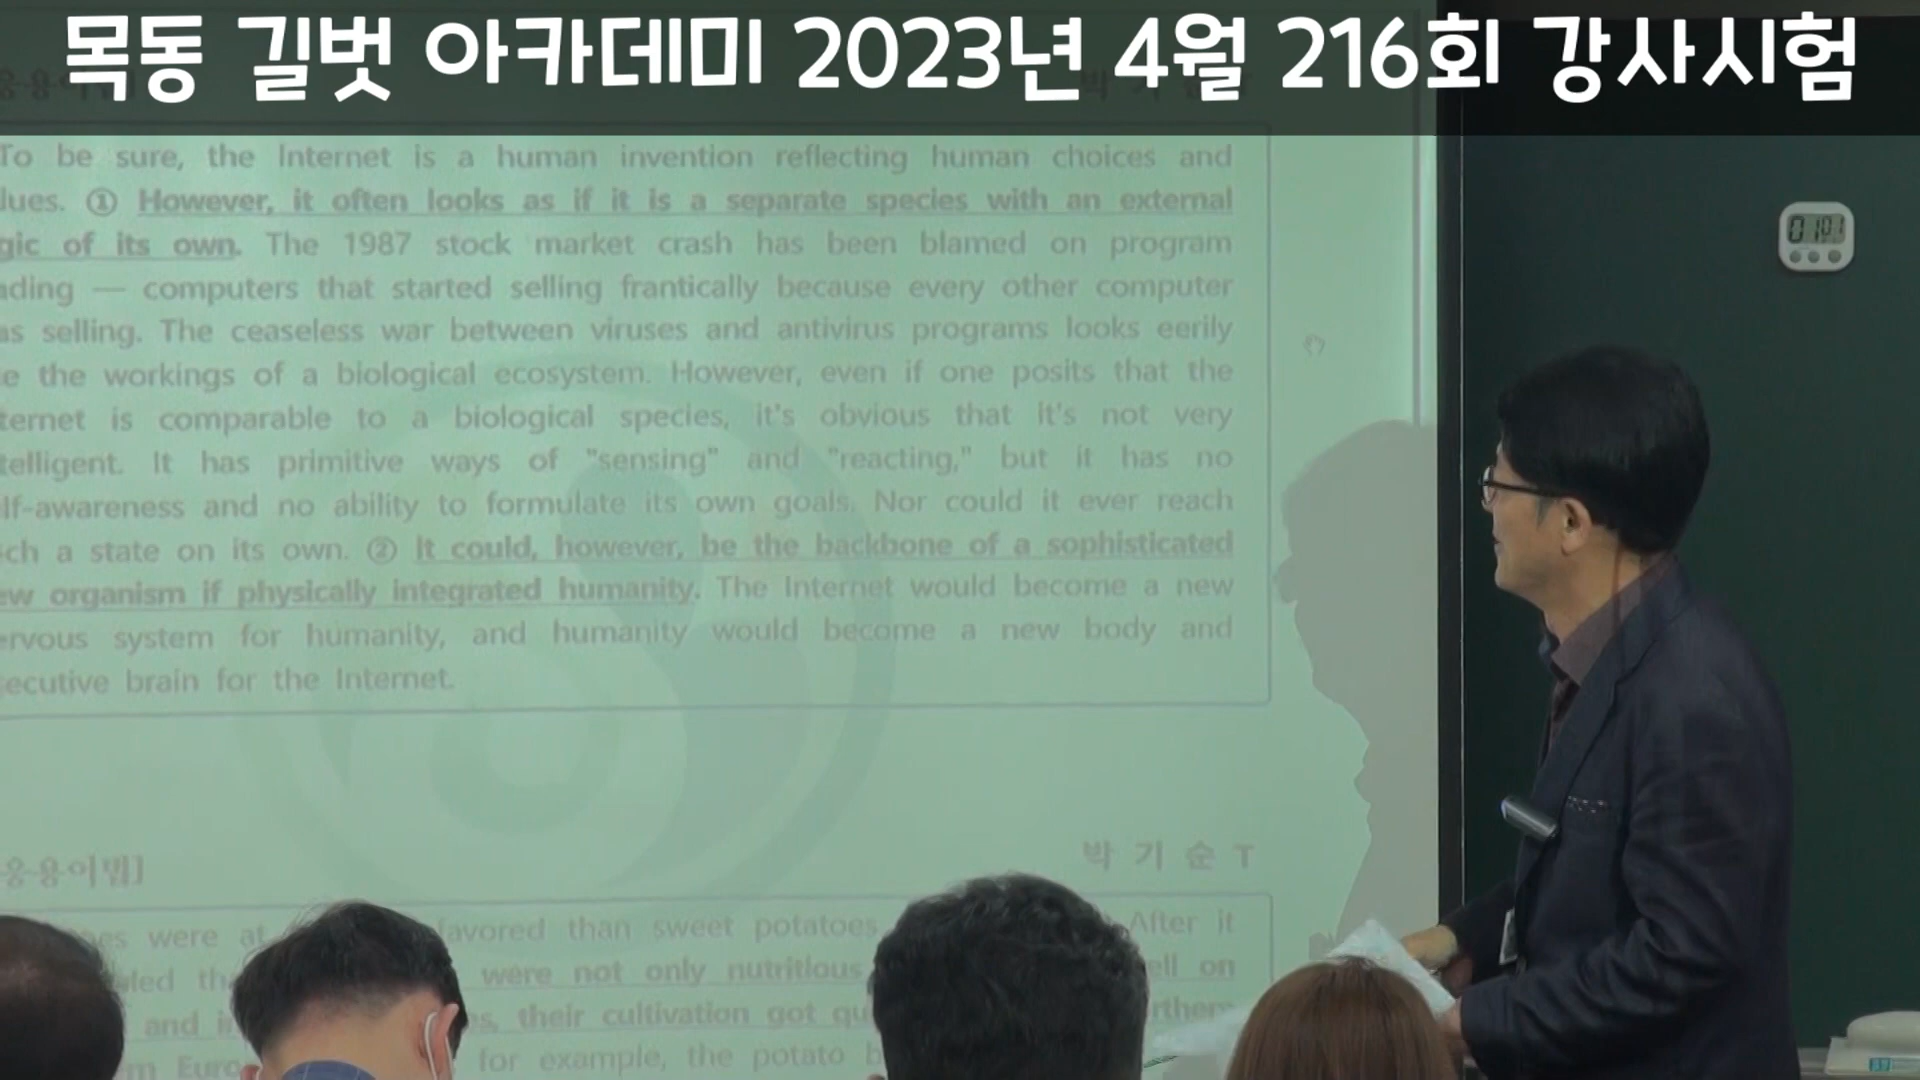 목동 길벗 아카데미 2023년 4월 216회 강사시험
To be sure, the Internet is a human invention reflecting human choices and
lues. ① However, it often looks as if it is a separate species with an external
gic of its own. The 1987 stock market crash has been blamed on program
ading — computers that started selling frantically because every other computer
as selling. The ceaseless war between viruses and antivirus programs looks eerily
e the workings of a biological ecosystem. However, even if one posits that the
ternet is comparable to a biological species, it's obvious that it's not very
telligent. It has primitive ways of "sensing" and "reacting," but it has no
lf-awareness and no ability to formulate its own goals. Nor could it ever reach
ch a state on its own. ② It could, however, be the backbone of a sophisticated
ew organism if physically integrated humanity. The Internet would become a new
ervous system for humanity, and humanity would become a new body and
ecutive brain for the Internet.
박 기 순 T
were at favored than sweet potatoes After it
were not only nutritious on
and their cultivation got
for example, the potato